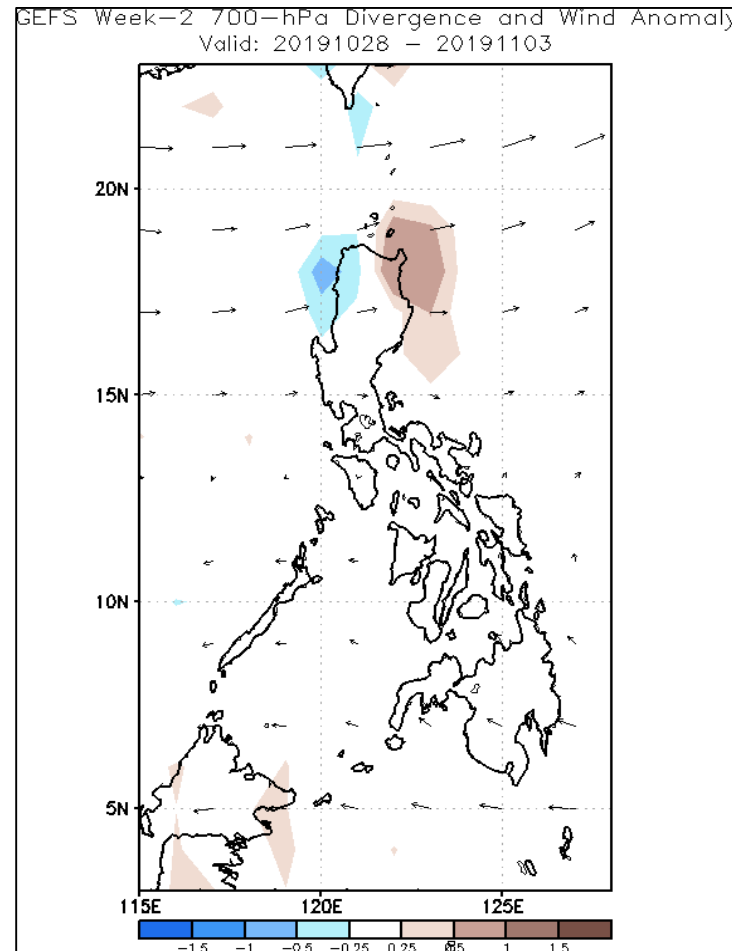 GEFS Week-2 700-hPa Divergence and Wind Anomaly
Valid: 20191028 - 20191103
20N
15N
10N
5N
115E 120E 125E
-1.5 -1 -0.5 -0.25 0.25 1 1.5